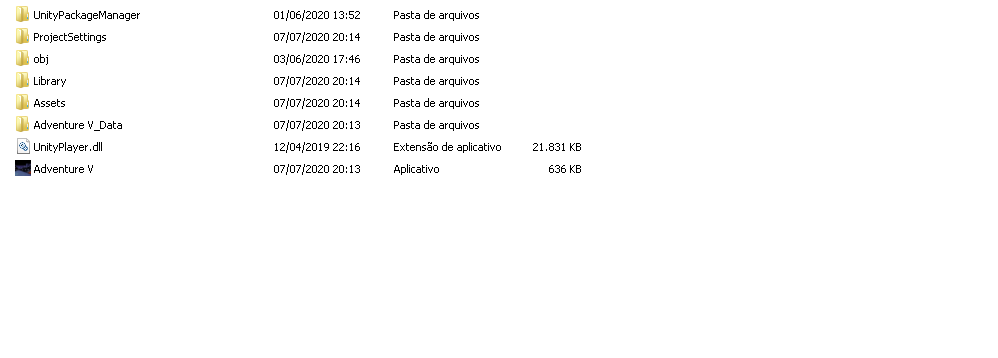 UnityPackageManager 01/06/2020 13:52 Pasta de arquivos
ProjectSettings 07/07/2020 20:14 Pasta de arquivos
obj 03/06/2020 17:46 Pasta de arquivos
Library 07/07/2020 20:14 Pasta de arquivos
Assets 07/07/2020 20:14 Pasta de arquivos
Adventure V_Data 07/07/2020 20:13 Pasta de arquivos
UnityPlayer.dll 12/04/2019 22:16 Extensão de aplicativo 21.831 KB
Adventure V 07/07/2020 20:13 Aplicativo 636 KB